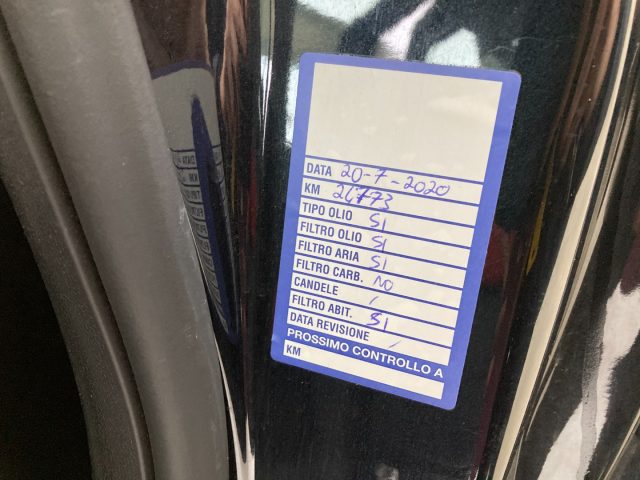 DATA 20-7-2020
KM
TIPO OLIO SI
FILTRO OLIO SI
FILTRO ARIA SI
FILTRO CARB. NO
CANDELE /
FILTRO ABIT. SI
DATA REVISIONE /
PROSSIMO CONTROLLO A
KM